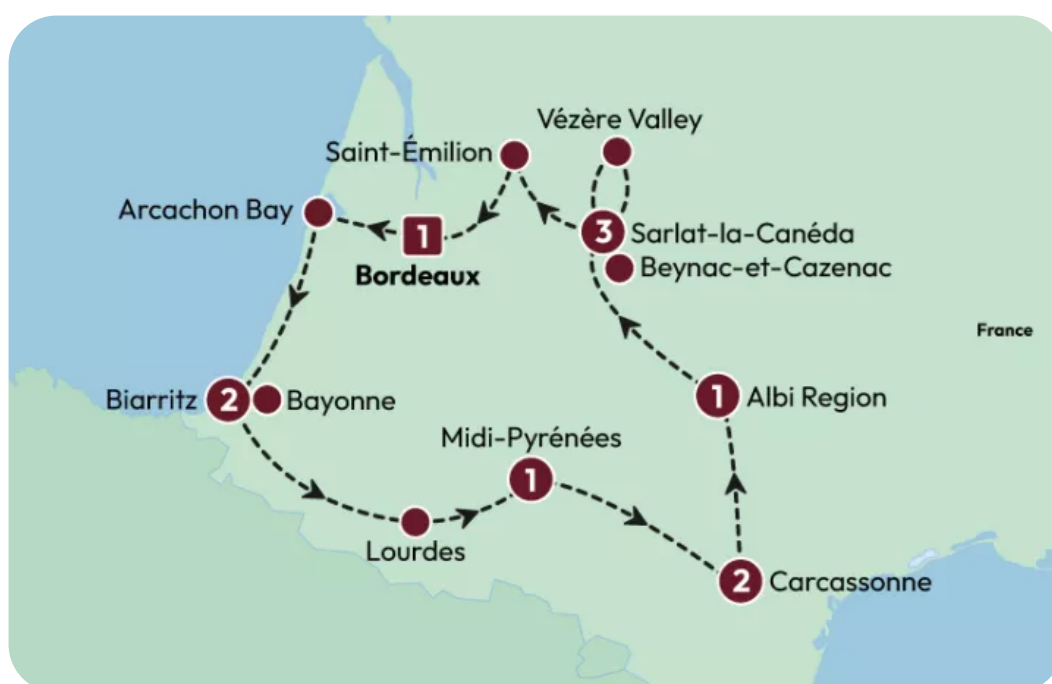 Vézère Valley
Saint-Émilion
Arcachon Bay
1
3 Sarlat-la-Canéda
Bordeaux
Beynac-et-Cazenac
France
Biarritz 2 Bayonne
1 Albi Region
Midi-Pyrénées
1
Lourdes
2 Carcassonne